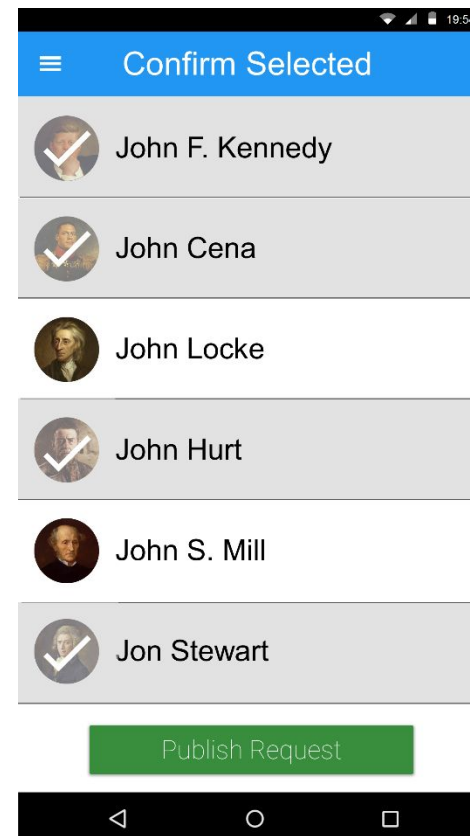 19:54
Confirm Selected
John F. Kennedy
John Cena
John Locke
John Hurt
John S. Mill
Jon Stewart
Publish Request